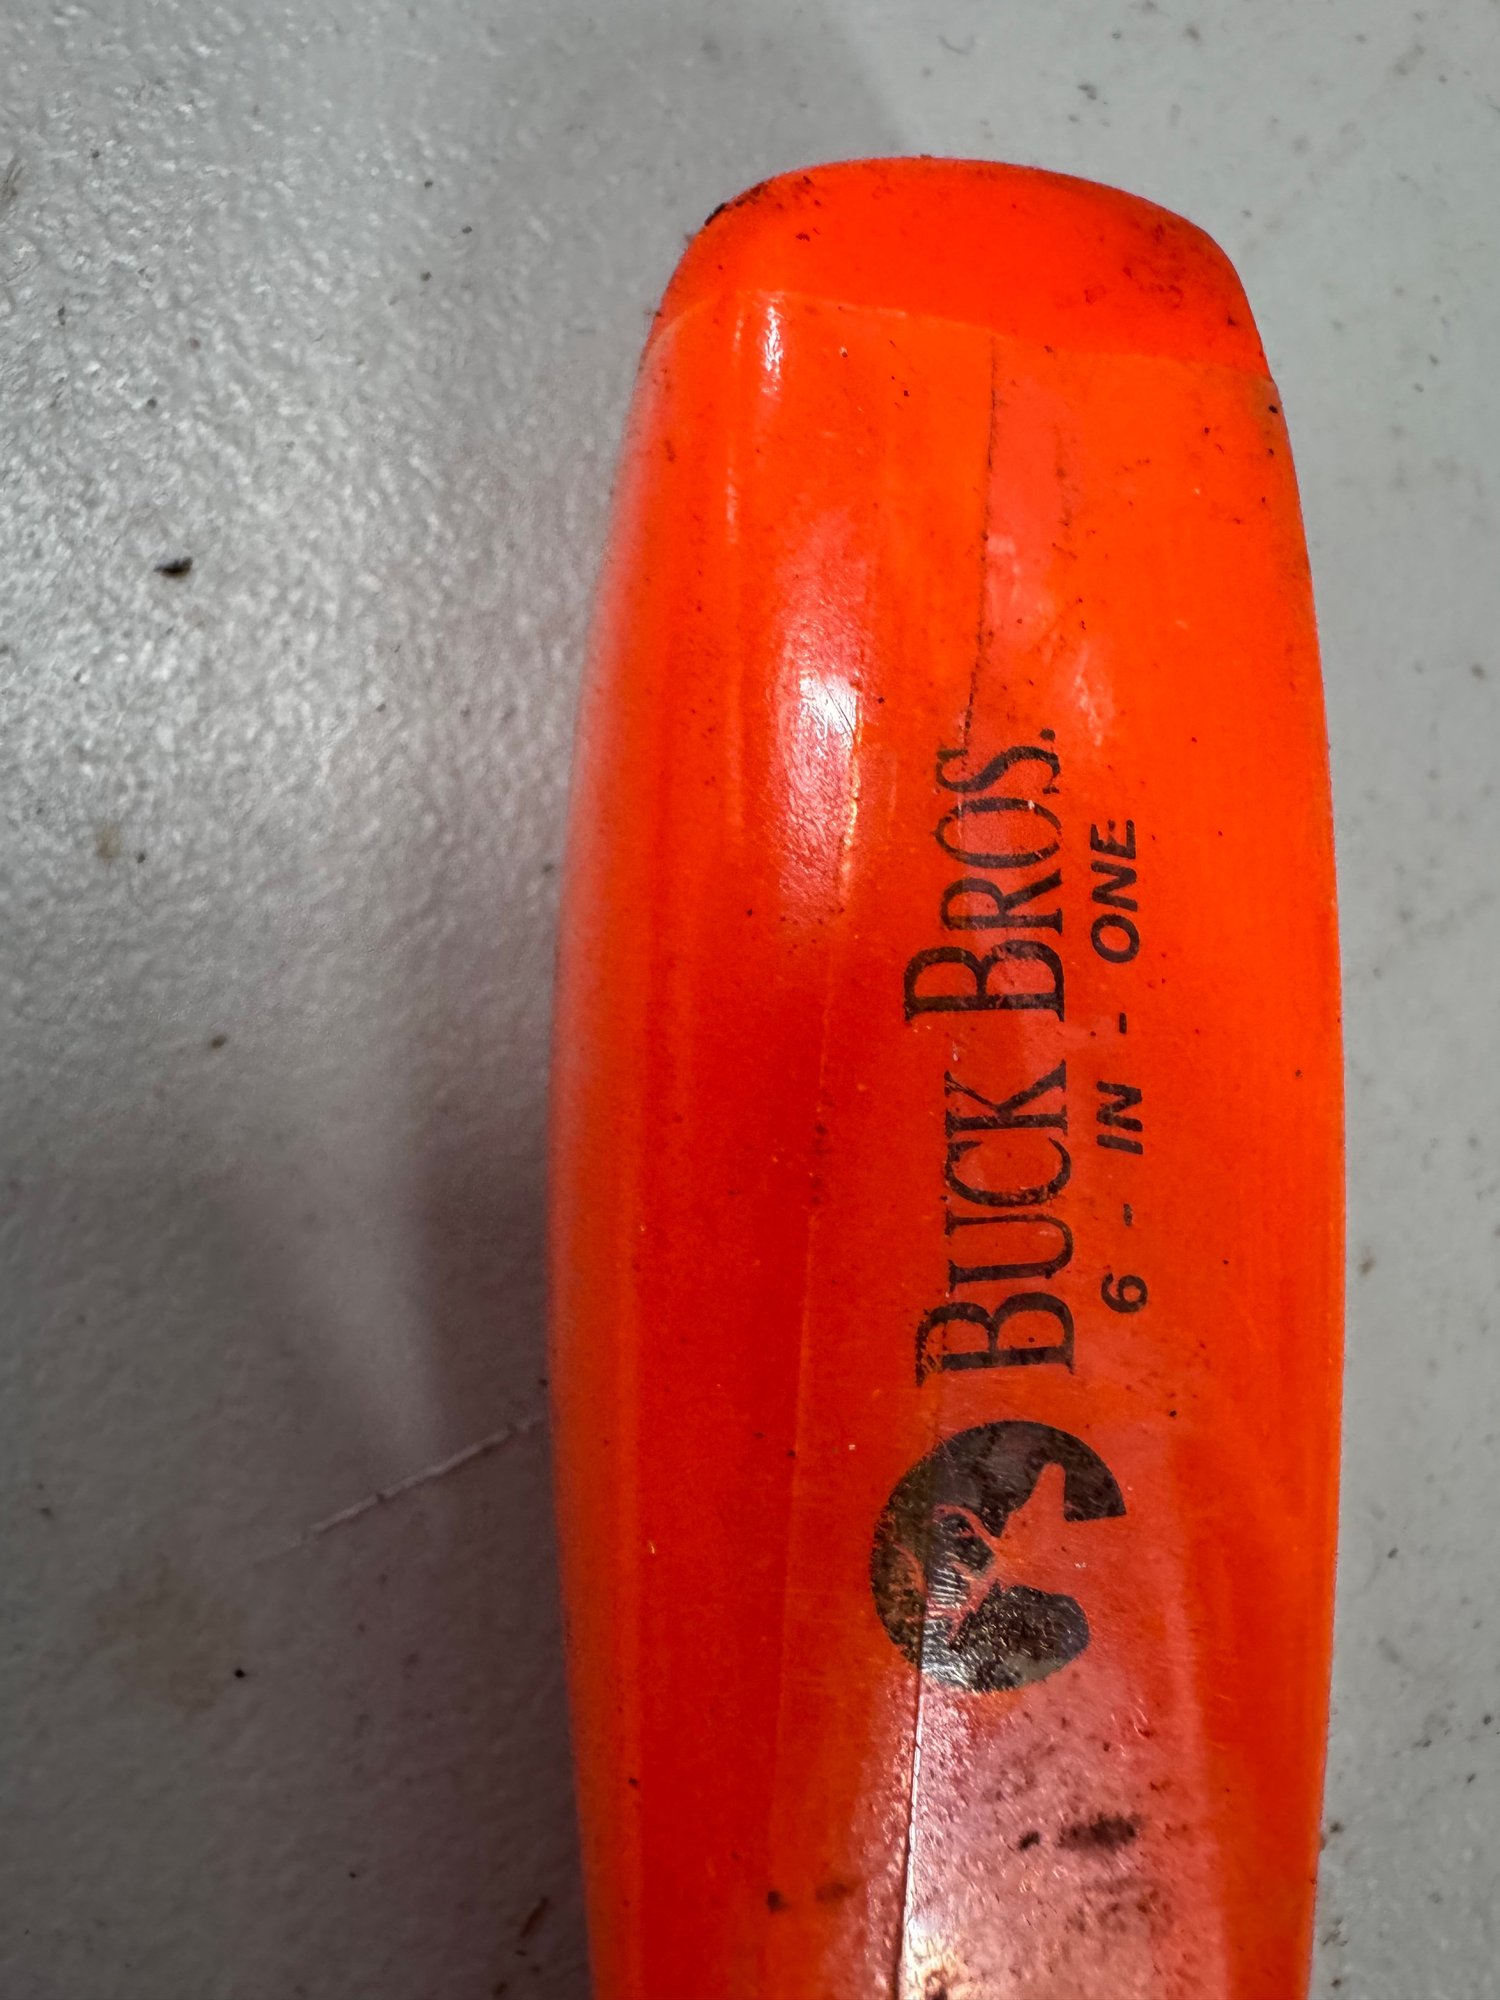 BUCK BROS.
6 - IN - ONE